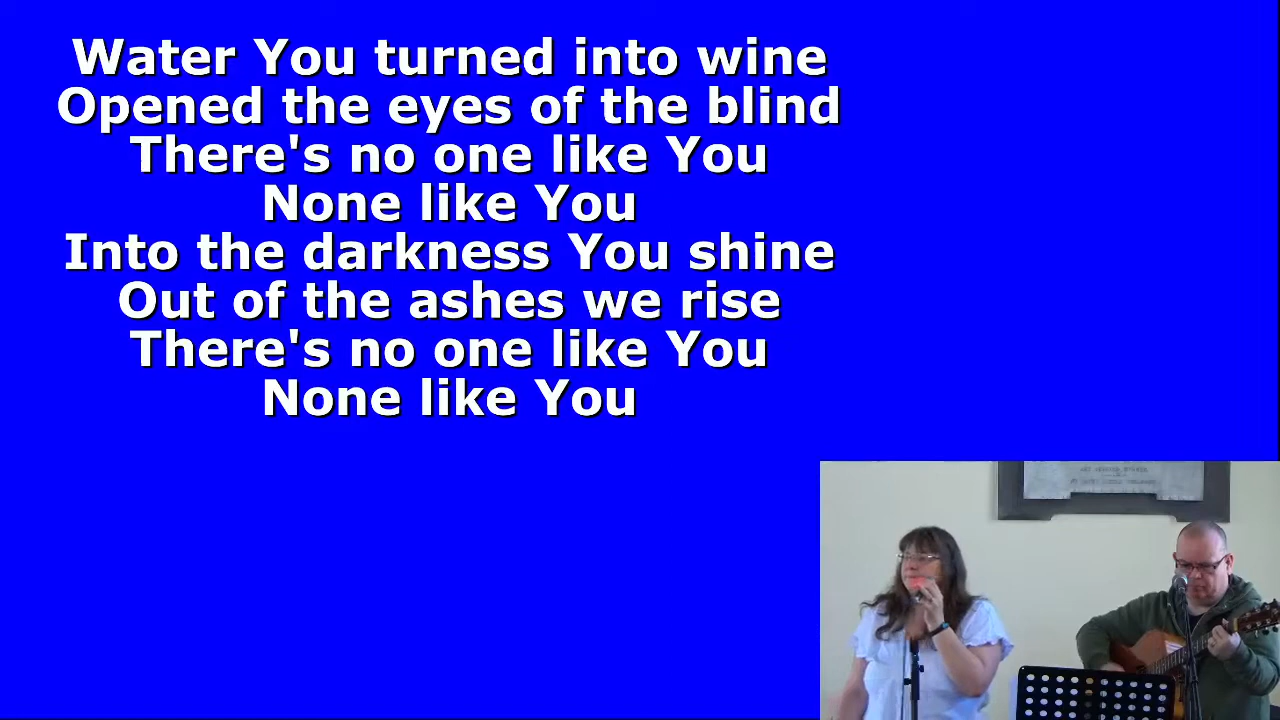 Water You turned into wine
Opened the eyes of the blind
There's no one like You
None like You
Into the darkness You shine
Out of the ashes we rise
There's no one like You
None like You